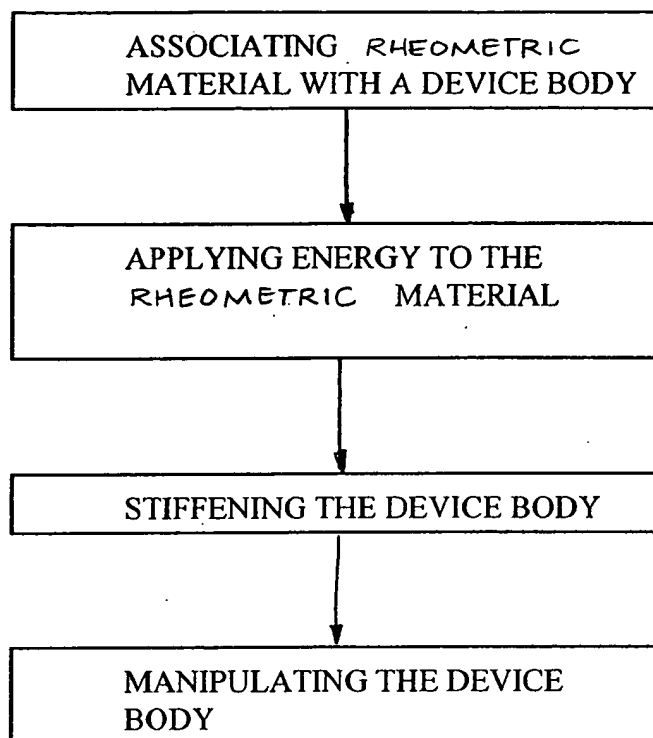 ASSOCIATING RHEOMETRIC
MATERIAL WITH A DEVICE BODY
APPLYING ENERGY TO THE
RHEOMETRIC MATERIAL
STIFFENING THE DEVICE BODY
MANIPULATING THE DEVICE
BODY